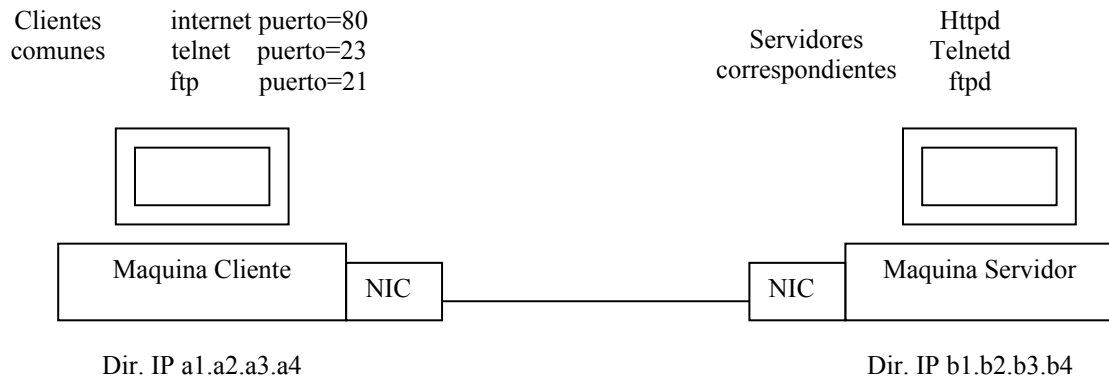 Clientes
comunes
internet puerto=80
telnet puerto=23
ftp puerto=21
Servidores
correspondientes
Httpd
Telnetd
ftpd
Maquina Cliente
NIC
NIC
Maquina Servidor
Dir. IP a1.a2.a3.a4
Dir. IP b1.b2.b3.b4